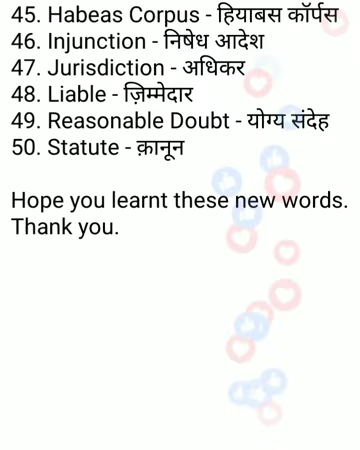 45. Habeas Corpus - हियाबस कॉर्पस
46. Injunction - निषेध आदेश
47. Jurisdiction - अधिकर
48. Liable - ज़िम्मेदार
49. Reasonable Doubt - योग्य संदेह
50. Statute - क़ानून
Hope you learnt these new words.
Thank you.